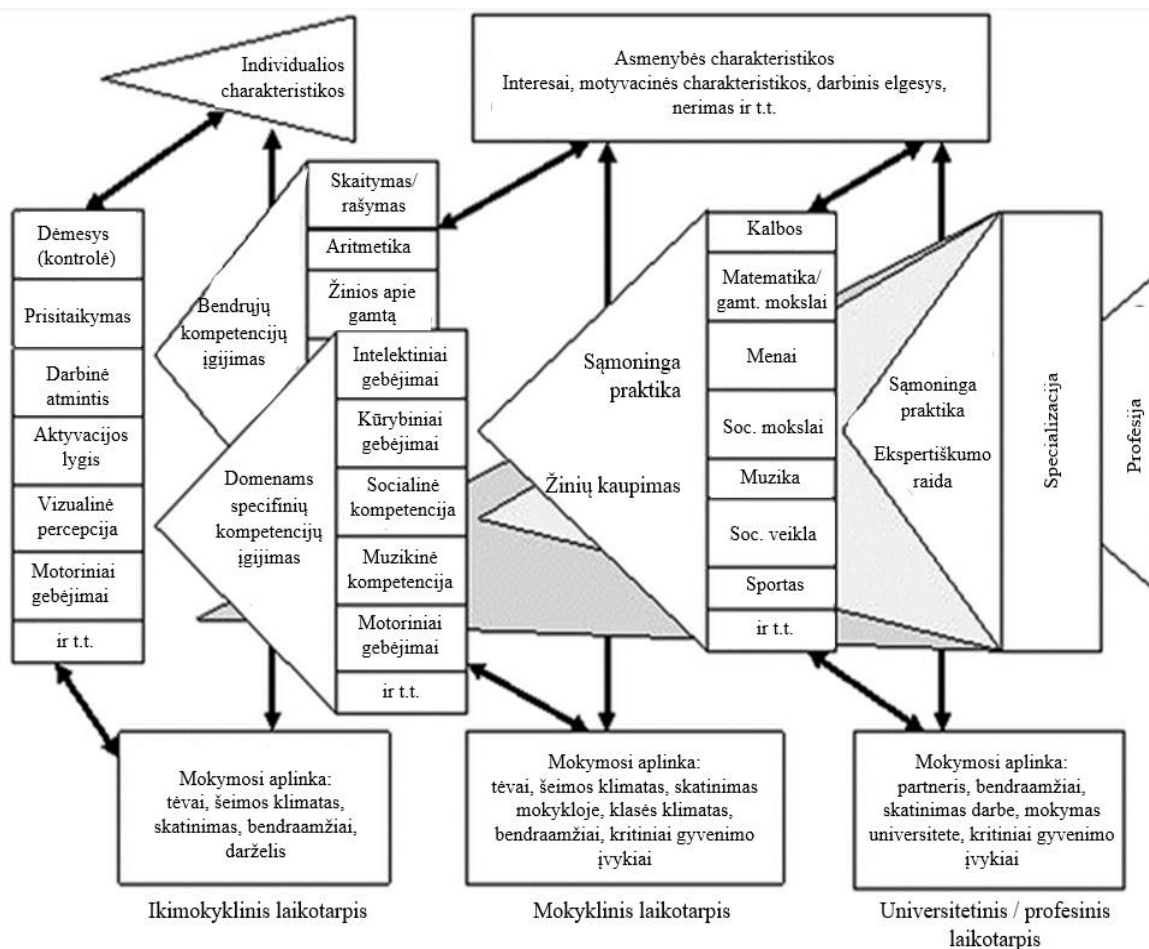 Individualios
charakteristikos
Asmenybės charakteristikos
Interesai, motyvacinės charakteristikos, darbinis elgesys,
nerimas ir t.t.
Dėmesys
(kontrolė)
Prisitaikymas
Darbinė
atmintis
Aktyvacijos
lygis
Vizualinė
percepcija
Motoriniai
gebėjimai
ir t.t.
Bendrųjų
kompetencijų
įgijimas
Skaitymas/
rašymas
Aritmetika
Žinios apie
gamtą
Domenams
specifinių
kompetencijų
įgijimas
Intelektiniai
gebėjimai
Kūrybiniai
gebėjimai
Socialinė
kompetencija
Muzikinė
kompetencija
Motoriniai
gebėjimai
ir t.t.
Sąmoninga
praktika
Žinių kaupimas
Kalbos
Matematika/
gamt. mokslai
Menai
Soc. mokslai
Muzika
Soc. veikla
Sportas
ir t.t.
Sąmoninga
praktika
Ekspertiškumo
raida
Specializacija
Profesija
Mokymosi aplinka:
tėvai, šeimos klimatas,
skatinimas, bendraamžiai,
darželis
Mokymosi aplinka:
tėvai, šeimos klimatas, skatinimas
mokykloje, klasės klimatas,
bendraamžiai, kritiniai gyvenimo
įvykiai
Mokymosi aplinka:
partneris, bendraamžiai,
skatinimas darbe, mokymas
universitete, kritiniai gyvenimo
įvykiai
Ikimokyklinis laikotarpis
Mokyklinis laikotarpis
Universitetinis / profesinis
laikotarpis